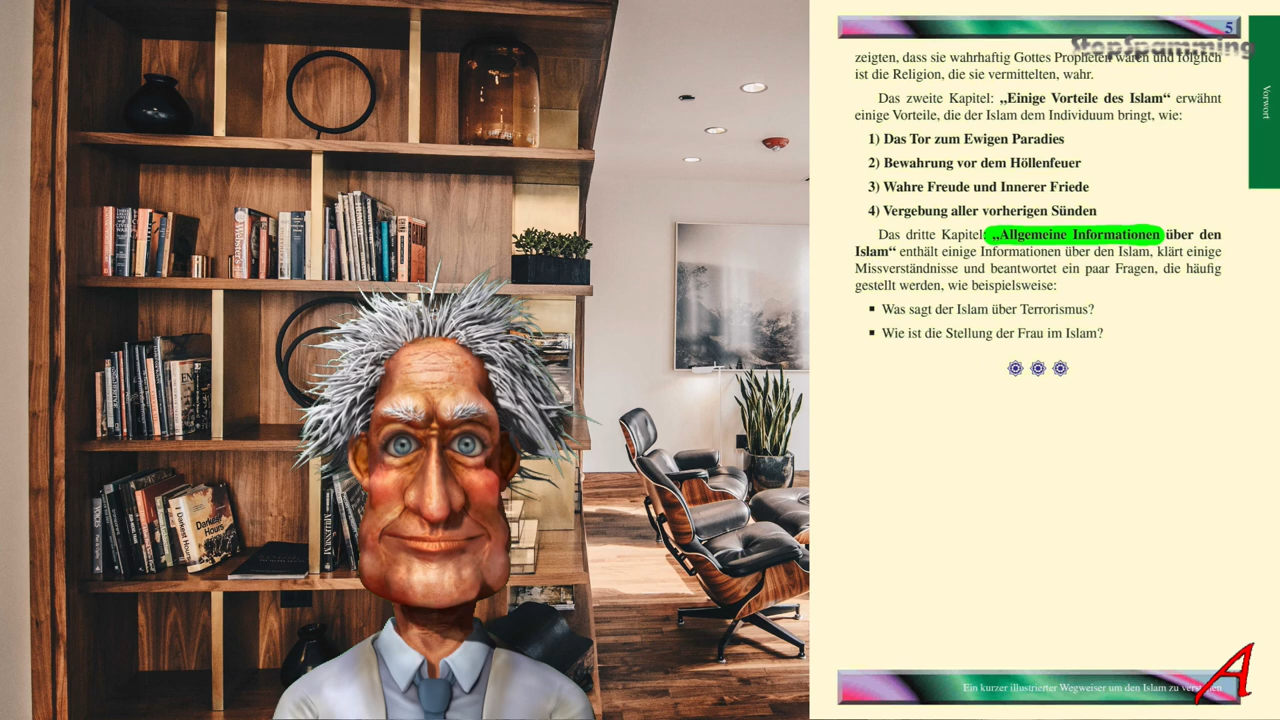 5
StopSpamming
zeigten, dass sie wahrhaftig Gottes Propheten waren und folglich
ist die Religion, die sie vermittelten, wahr.
Das zweite Kapitel: „Einige Vorteile des Islam“ erwähnt
einige Vorteile, die der Islam dem Individuum bringt, wie:
1) Das Tor zum Ewigen Paradies
2) Bewahrung vor dem Höllenfeuer
3) Wahre Freude und Innerer Friede
4) Vergebung aller vorherigen Sünden
Das dritte Kapitel: „Allgemeine Informationen über den
Islam“ enthält einige Informationen über den Islam, klärt einige
Missverständnisse und beantwortet ein paar Fragen, die häufig
gestellt werden, wie beispielsweise:
▪ Was sagt der Islam über Terrorismus?
▪ Wie ist die Stellung der Frau im Islam?
Vorwort
Ein kurzer illustrierter Wegweiser um den Islam zu
A
Darkest
Hours